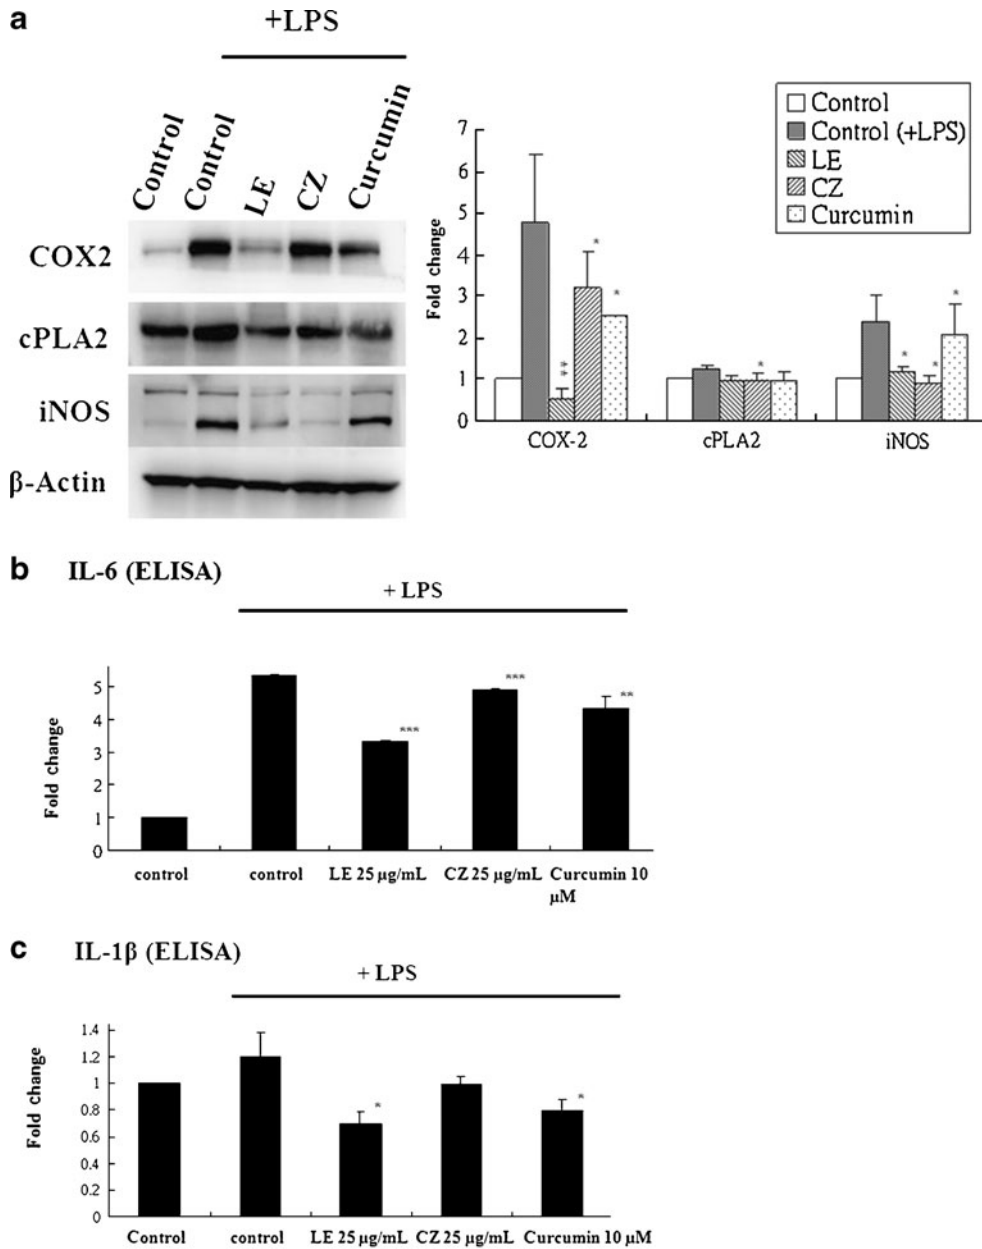 a
+LPS
Control
Control
LE
CZ
Curcumin
COX2
cPLA2
iNOS
β-Actin
Control
Control (+LPS)
LE
CZ
Curcumin
Fold change
7
6
5
4
3
2
1
0
*
*
**
*
*
*
*
COX-2
cPLA2
iNOS
b IL-6 (ELISA)
+ LPS
Fold change
5
4
3
2
1
0
***
***
**
control
control
LE 25 µg/mL
CZ 25 µg/mL
Curcumin 10
µM
c IL-1β (ELISA)
+ LPS
Fold change
1.4
1.2
1
0.8
0.6
0.4
0.2
0
*
*
Control
control
LE 25 µg/mL
CZ 25 µg/mL
Curcumin 10 µM